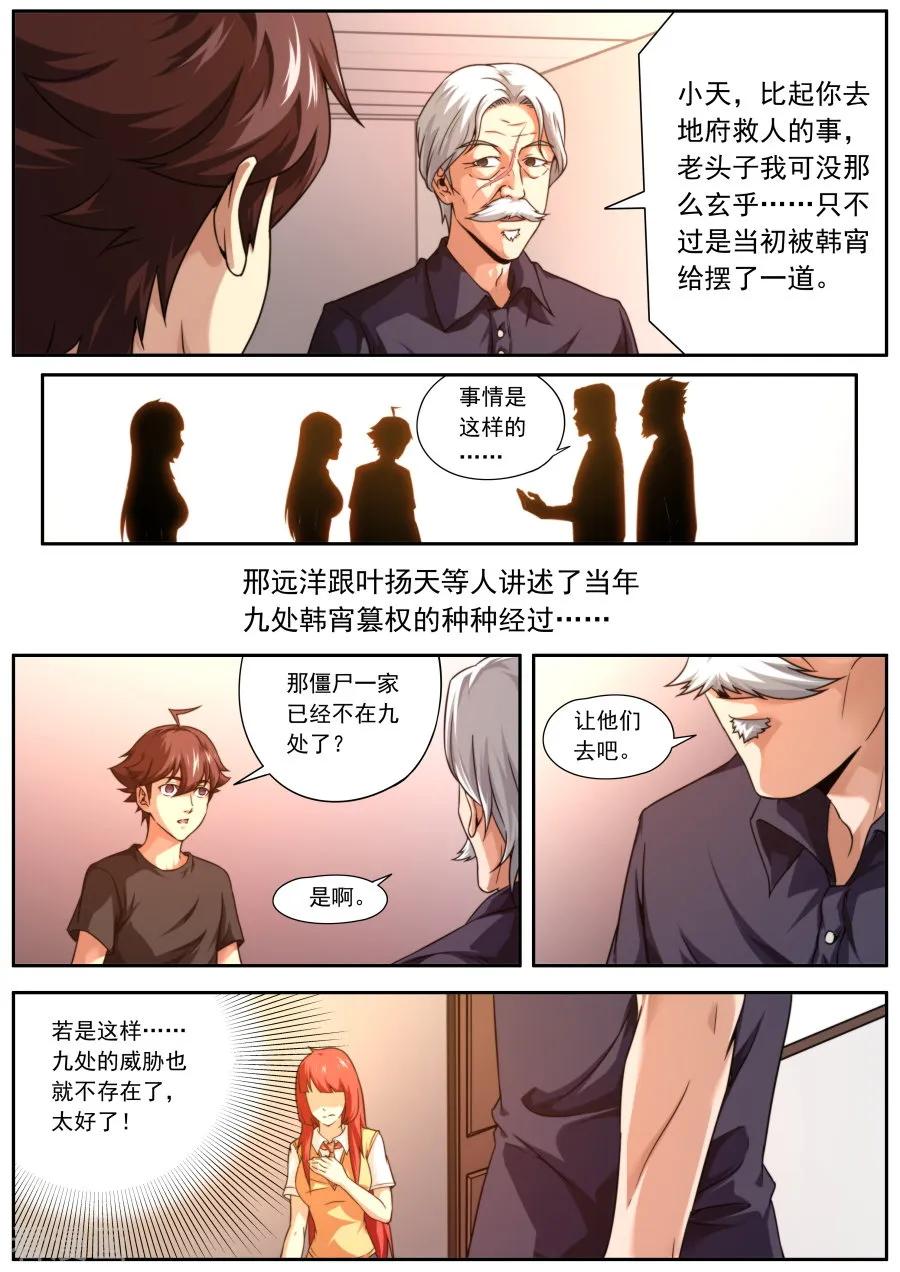 小天，比起你去
地府救人的事，
老头子我可没那
么玄乎……只不
过是当初被韩宵
给摆了一道。
事情是
这样的
……
邢远洋跟叶扬天等人讲述了当年
九处韩宵篡权的种种经过……
那僵尸一家
已经不在九
处了？
是啊。
让他们
去吧。
若是这样……
九处的威胁也
就不存在了，
太好了！